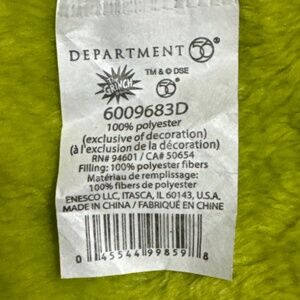 DEPARTMENT 56
GRINCH TM & © DSE 56
6009683D
100% polyester
(exclusive of decoration)
(à l'exclusion de la décoration)
RN# 94601 / CA# 50654
Filling: 100% polyester fibers
Matériau de remplissage:
100% fibres de polyester
ENESCO LLC, ITASCA, IL 60143, U.S.A.
MADE IN CHINA / FABRIQUÉ EN CHINE
0 45544 99859 8